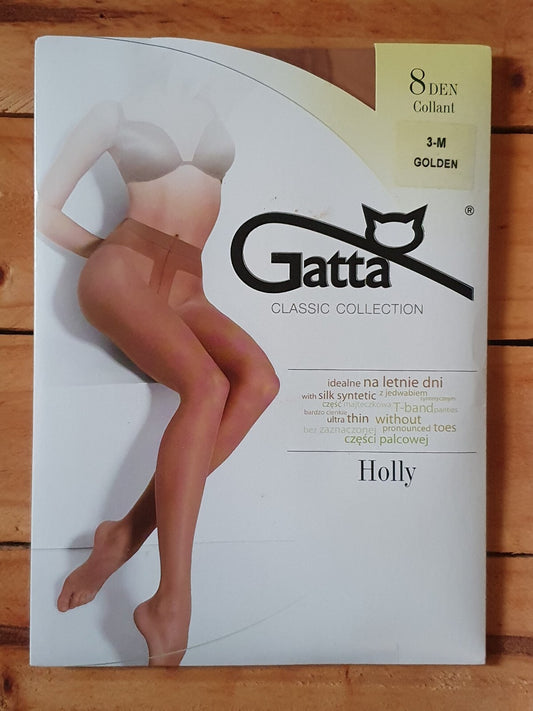 8 DEN
Collant
3-M
GOLDEN
®
Gatta
CLASSIC COLLECTION
idealne na letnie dni
with silk syntetic z jedwabiem
syntetycznym
część majteczkowa T-band panties
bardzo cienkie
ultra thin without
bez zaznaczonej pronounced toes
części palcowej
Holly